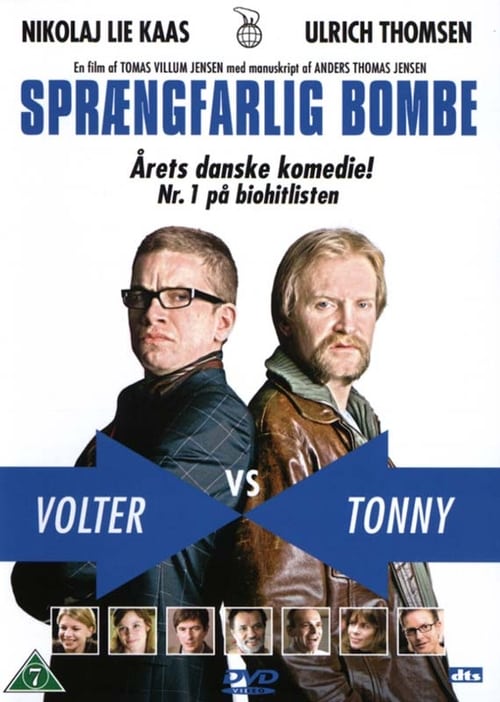 NIKOLAJ LIE KAAS ULRICH THOMSEN
En film af TOMAS VILLUM JENSEN med manuskript af ANDERS THOMAS JENSEN
SPRÆNGFARLIG BOMBE
Årets danske komedie!
Nr. 1 på biohitlisten
VS
VOLTER TONNY
7
DVD
VIDEO
dts